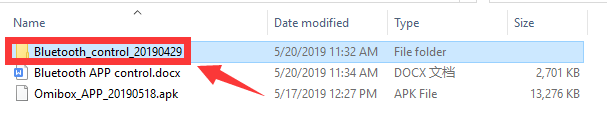 Name Date modified Type Size
Bluetooth_control_20190429 5/20/2019 11:32 AM File folder
Bluetooth APP control.docx 5/20/2019 11:34 AM DOCX 文档 2,701 KB
Omibox_APP_20190518.apk 5/17/2019 12:27 PM APK File 13,276 KB